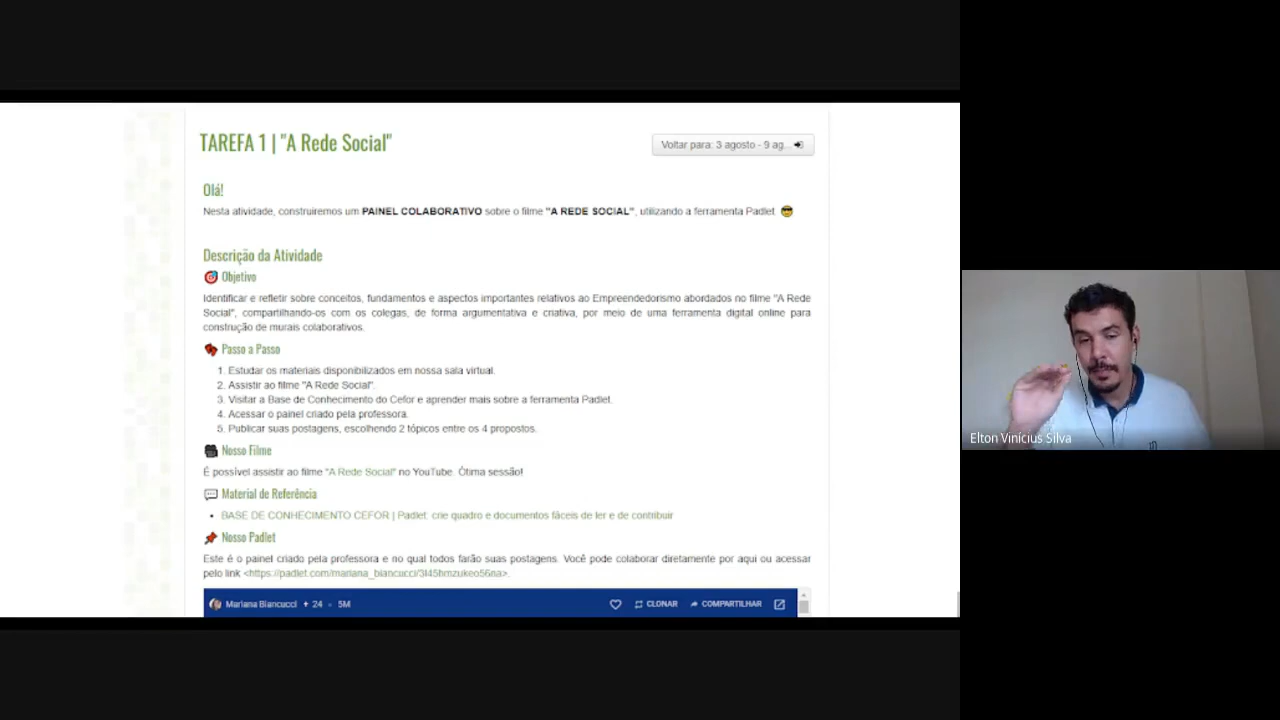 TAREFA 1 | "A Rede Social"
Voltar para: 3 agosto - 9 ag...
Olá!
Nesta atividade, construiremos um PAINEL COLABORATIVO sobre o filme "A REDE SOCIAL", utilizando a ferramenta Padlet.
Descrição da Atividade
Objetivo
Identificar e refletir sobre conceitos, fundamentos e aspectos importantes relativos ao Empreendedorismo abordados no filme "A Rede
Social", compartilhando-os com os colegas, de forma argumentativa e criativa, por meio de uma ferramenta digital online para
construção de murais colaborativos.
Passo a Passo
1. Estudar os materiais disponibilizados em nossa sala virtual.
2. Assistir ao filme "A Rede Social".
3. Visitar a Base de Conhecimento do Cefor e aprender mais sobre a ferramenta Padlet.
4. Acessar o painel criado pela professora.
5. Publicar suas postagens, escolhendo 2 tópicos entre os 4 propostos.
Nosso Filme
É possível assistir ao filme "A Rede Social" no YouTube. Ótima sessão!
Material de Referência
• BASE DE CONHECIMENTO CEFOR | Padlet: crie quadro e documentos fáceis de ler e de contribuir
Nosso Padlet
Este é o painel criado pela professora e no qual todos farão suas postagens. Você pode colaborar diretamente por aqui ou acessar
pelo link <https://padlet.com/mariana_biancucci/3l45hmzukeo56na>.
Mariana Biancucci + 24 • 5M
CLONAR
COMPARTILHAR
Elton Vinícius Silva